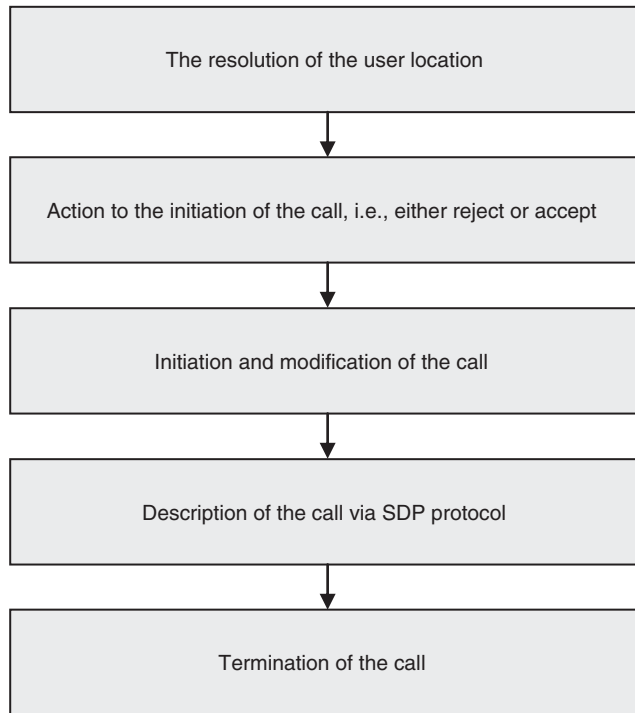 The resolution of the user location
Action to the initiation of the call, i.e., either reject or accept
Initiation and modification of the call
Description of the call via SDP protocol
Termination of the call